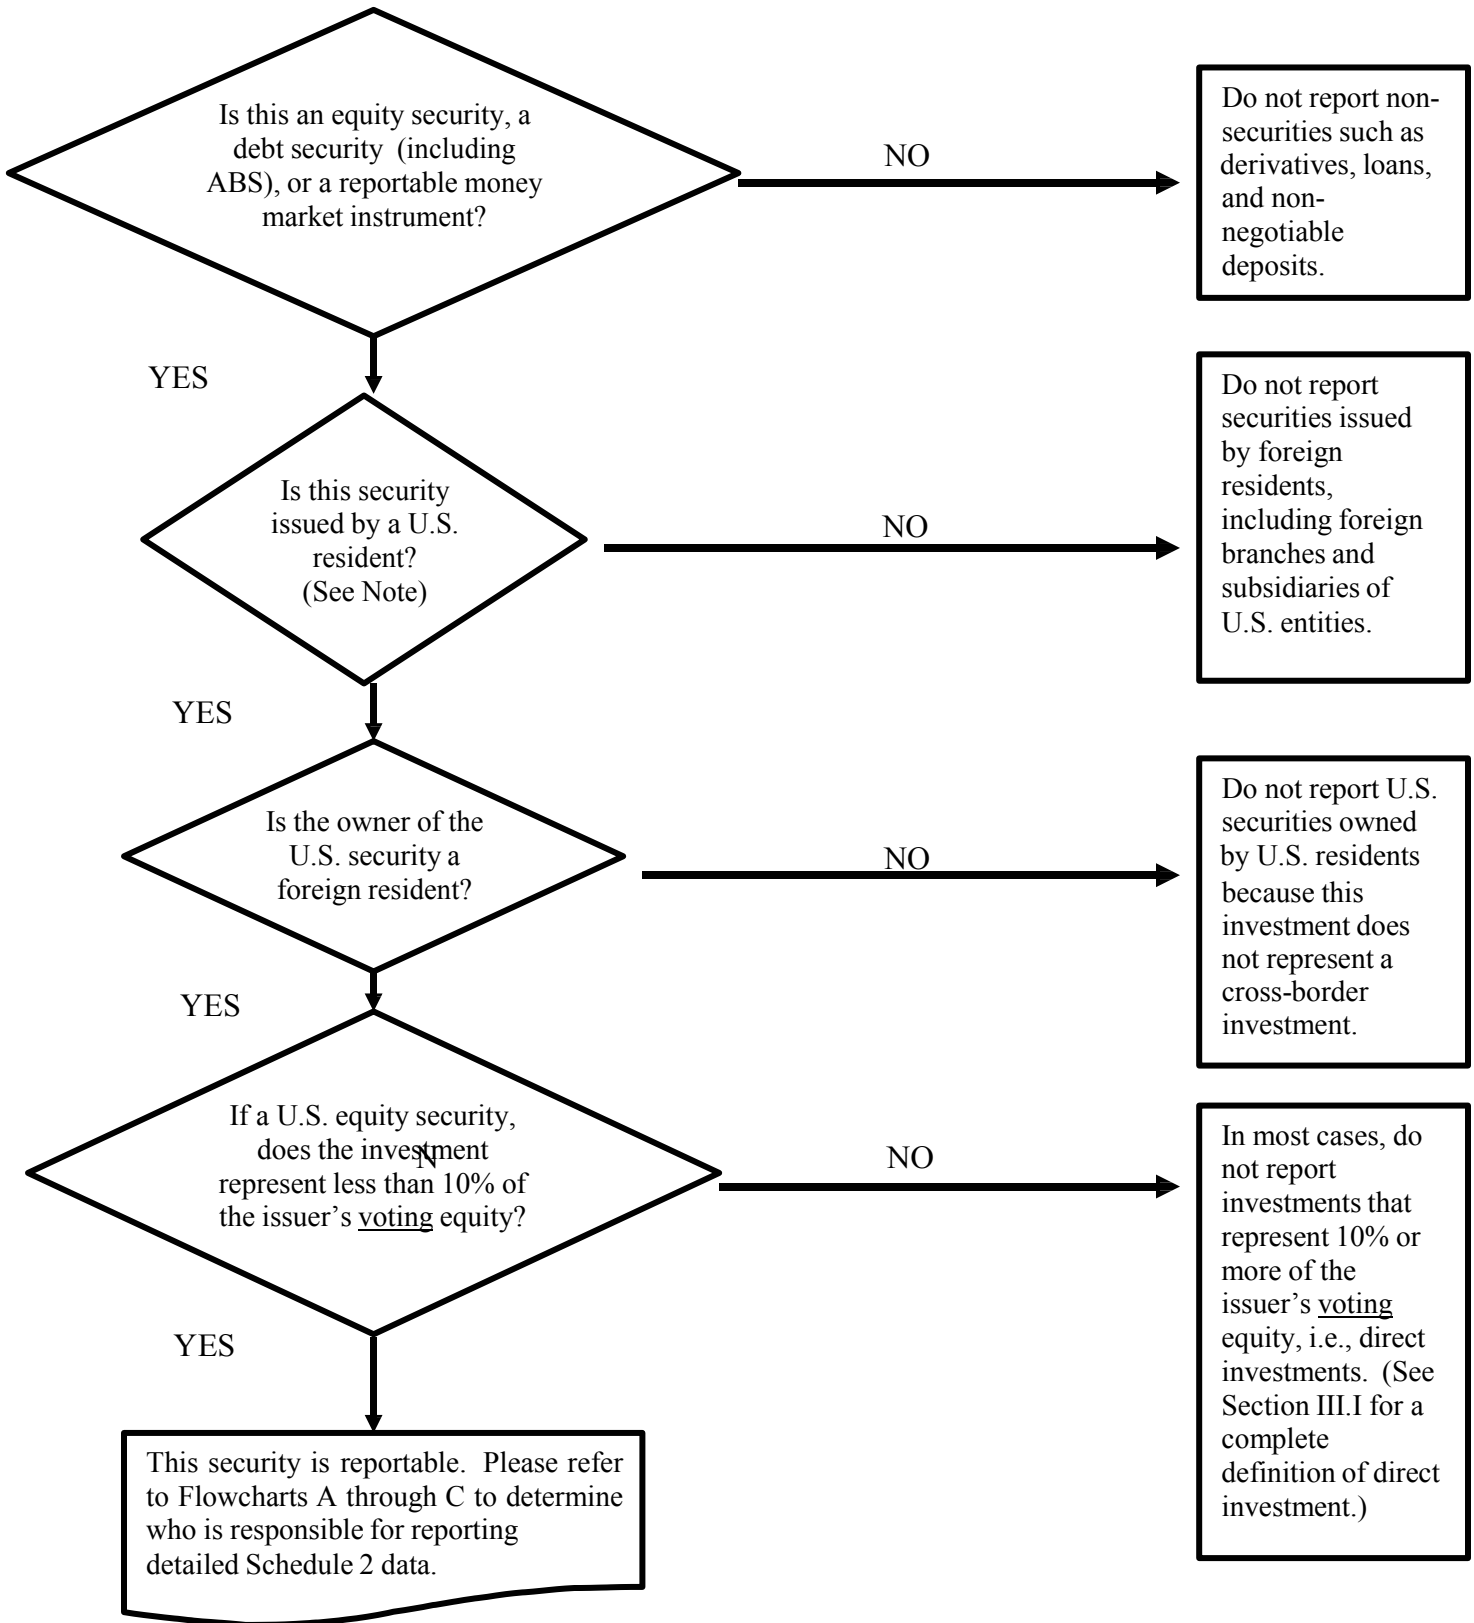 Is this an equity security, a
debt security (including
ABS), or a reportable money
market instrument?
NO
Do not report non-
securities such as
derivatives, loans,
and non-
negotiable
deposits.
YES
Is this security
issued by a U.S.
resident?
(See Note)
NO
Do not report
securities issued
by foreign
residents,
including foreign
branches and
subsidiaries of
U.S. entities.
YES
Is the owner of the
U.S. security a
foreign resident?
NO
Do not report U.S.
securities owned
by U.S. residents
because this
investment does
not represent a
cross-border
investment.
YES
If a U.S. equity security,
does the investment
N
represent less than 10% of
the issuer’s voting equity?
NO
In most cases, do
not report
investments that
represent 10% or
more of the
issuer’s voting
equity, i.e., direct
investments. (See
Section III.I for a
complete
definition of direct
investment.)
YES
This security is reportable. Please refer
to Flowcharts A through C to determine
who is responsible for reporting
detailed Schedule 2 data.